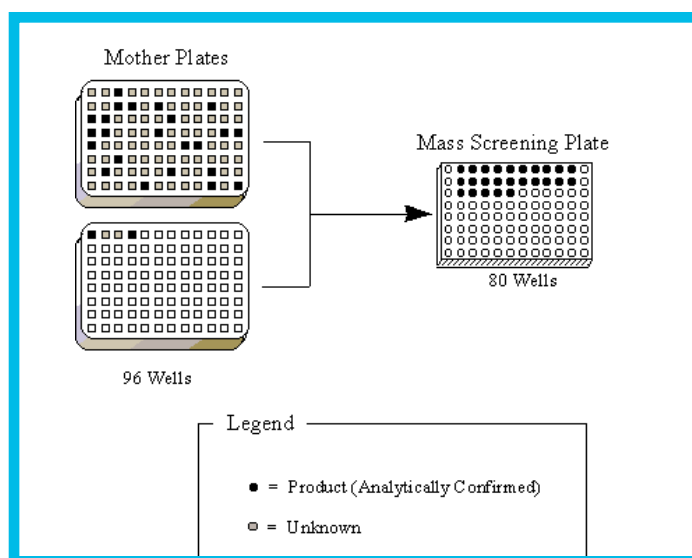 Mother Plates
Mass Screening Plate
80 Wells
96 Wells
Legend
= Product (Analytically Confirmed)
= Unknown